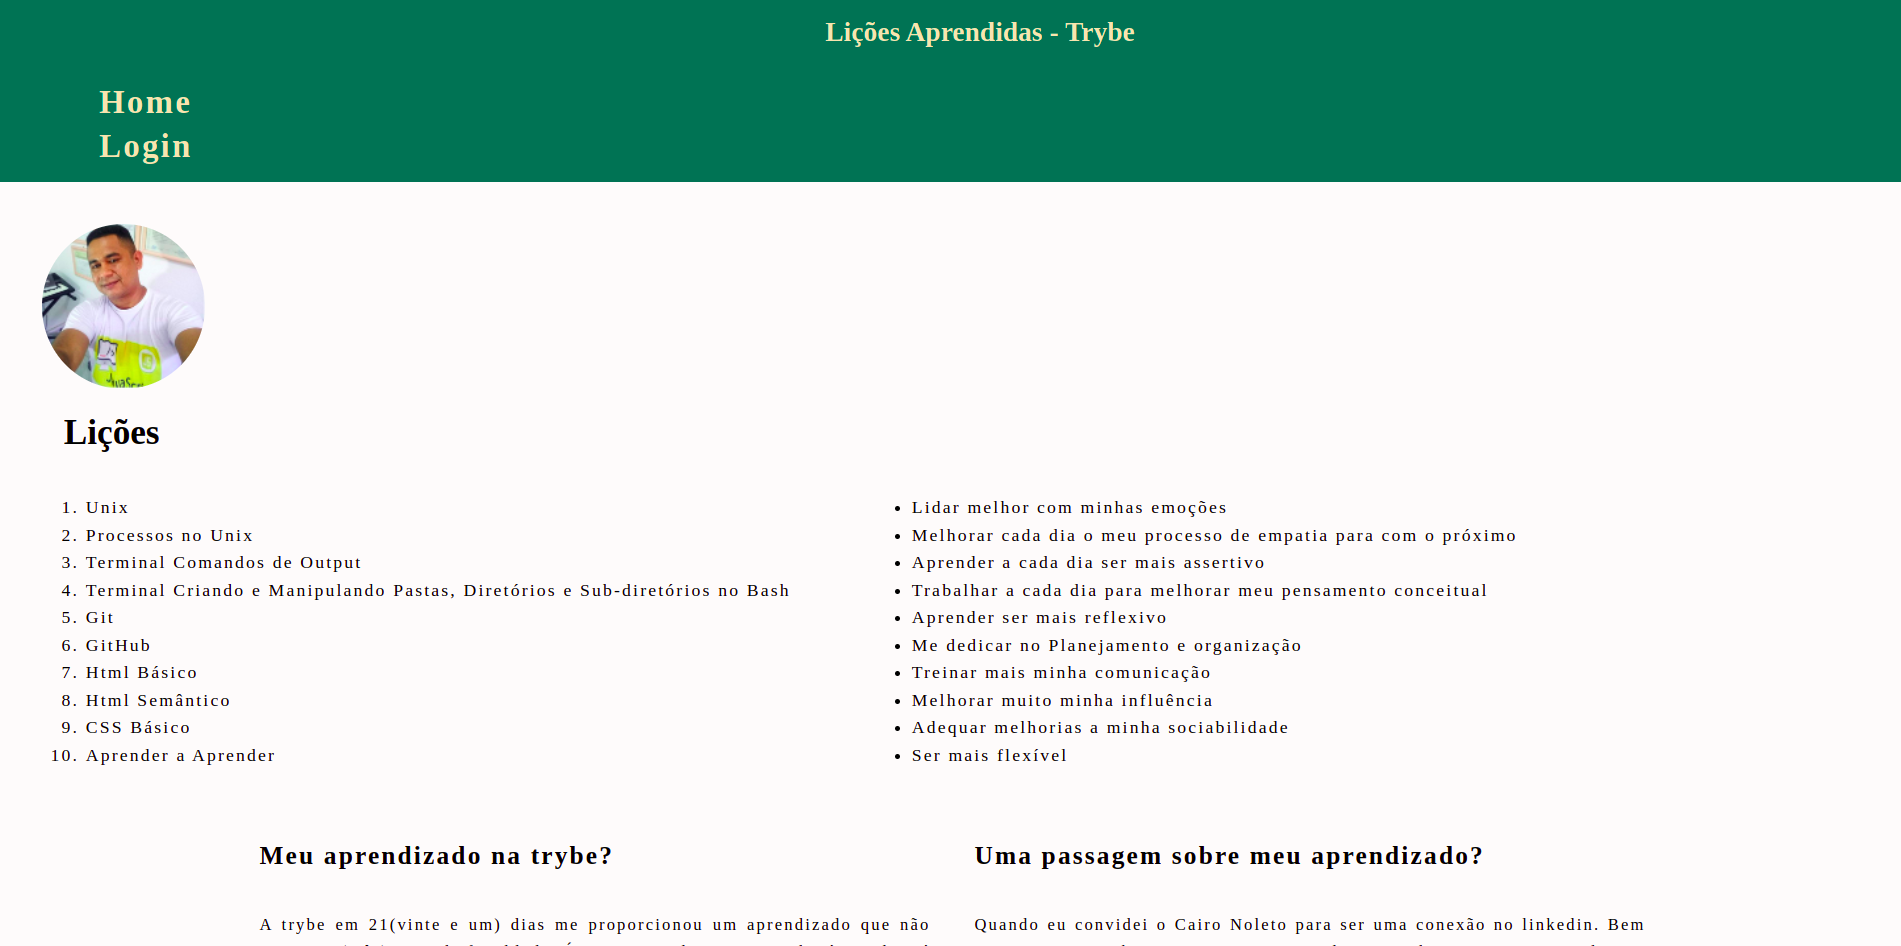 Lições Aprendidas - Trybe
Home
Login
Lições
1. Unix
2. Processos no Unix
3. Terminal Comandos de Output
4. Terminal Criando e Manipulando Pastas, Diretórios e Sub-diretórios no Bash
5. Git
6. GitHub
7. Html Básico
8. Html Semântico
9. CSS Básico
10. Aprender a Aprender
• Lidar melhor com minhas emoções
• Melhorar cada dia o meu processo de empatia para com o próximo
• Aprender a cada dia ser mais assertivo
• Trabalhar a cada dia para melhorar meu pensamento conceitual
• Aprender ser mais reflexivo
• Me dedicar no Planejamento e organização
• Treinar mais minha comunicação
• Melhorar muito minha influência
• Adequar melhorias a minha sociabilidade
• Ser mais flexível
Meu aprendizado na trybe?
A trybe em 21(vinte e um) dias me proporcionou um aprendizado que não
Uma passagem sobre meu aprendizado?
Quando eu convidei o Cairo Noleto para ser uma conexão no linkedin. Bem